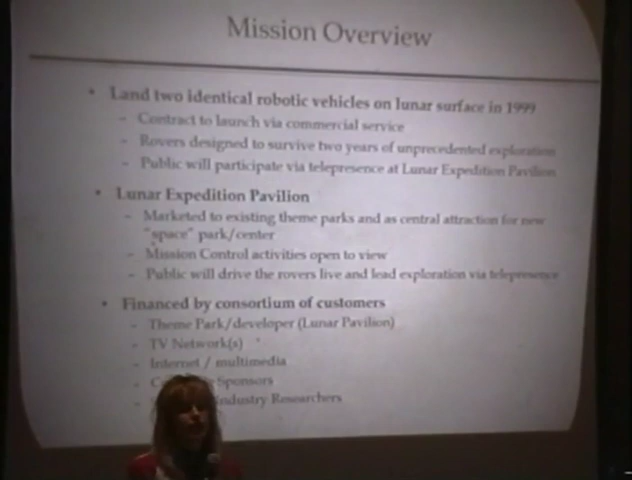 Mission Overview
• Land two identical robotic vehicles on lunar surface in 1999
- Contract to launch via commercial service
- Rovers designed to survive two years of unprecedented exploration
- Public will participate via telepresence at Lunar Expedition Pavilion
• Lunar Expedition Pavilion
- Marketed to existing theme parks and as central attraction for new
"space" park/center
- Mission Control activities open to view
- Public will drive the rovers live and lead exploration via telepresence
• Financed by consortium of customers
- Theme Park/developer (Lunar Pavilion)
- TV Network(s)
- Internet / multimedia
- Sponsors
- Industry Researchers